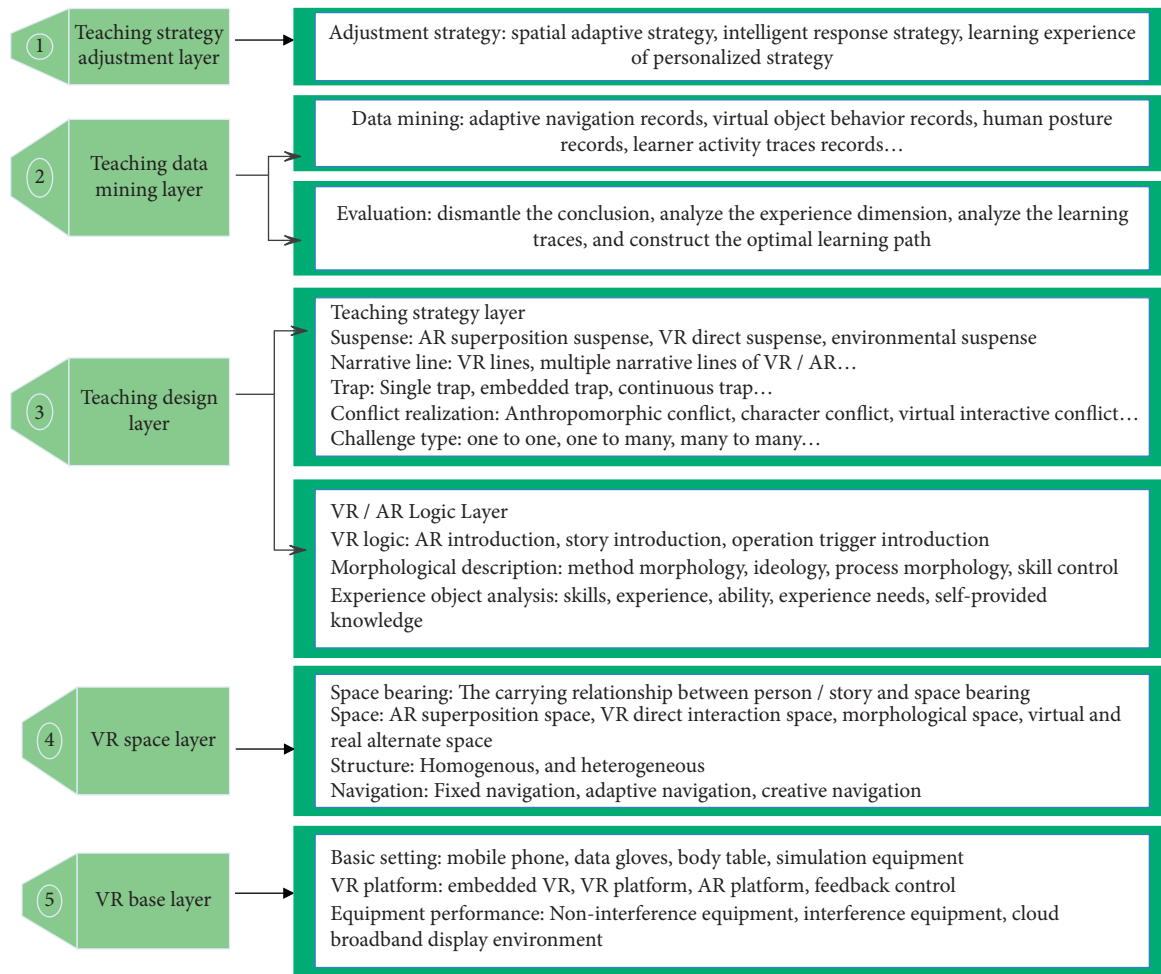 1
Teaching strategy
adjustment layer
Adjustment strategy: spatial adaptive strategy, intelligent response strategy, learning experience
of personalized strategy
2
Teaching data
mining layer
Data mining: adaptive navigation records, virtual object behavior records, human posture
records, learner activity traces records…
Evaluation: dismantle the conclusion, analyze the experience dimension, analyze the learning
traces, and construct the optimal learning path
3
Teaching design
layer
Teaching strategy layer
Suspense: AR superposition suspense, VR direct suspense, environmental suspense
Narrative line: VR lines, multiple narrative lines of VR / AR…
Trap: Single trap, embedded trap, continuous trap…
Conflict realization: Anthropomorphic conflict, character conflict, virtual interactive conflict…
Challenge type: one to one, one to many, many to many…
VR / AR Logic Layer
VR logic: AR introduction, story introduction, operation trigger introduction
Morphological description: method morphology, ideology, process morphology, skill control
Experience object analysis: skills, experience, ability, experience needs, self-provided
knowledge
4
VR space layer
Space bearing: The carrying relationship between person / story and space bearing
Space: AR superposition space, VR direct interaction space, morphological space, virtual and
real alternate space
Structure: Homogenous, and heterogeneous
Navigation: Fixed navigation, adaptive navigation, creative navigation
5
VR base layer
Basic setting: mobile phone, data gloves, body table, simulation equipment
VR platform: embedded VR, VR platform, AR platform, feedback control
Equipment performance: Non-interference equipment, interference equipment, cloud
broadband display environment